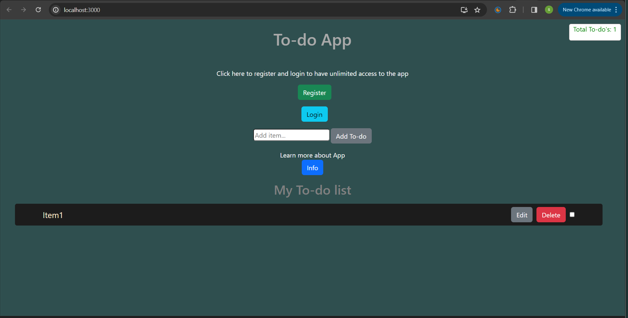 localhost:3000
New Chrome available
Total To-do's: 1
To-do App
Click here to register and login to have unlimited access to the app
Register
Login
Add item...
Add To-do
Learn more about App
Info
My To-do list
Item1
Edit
Delete